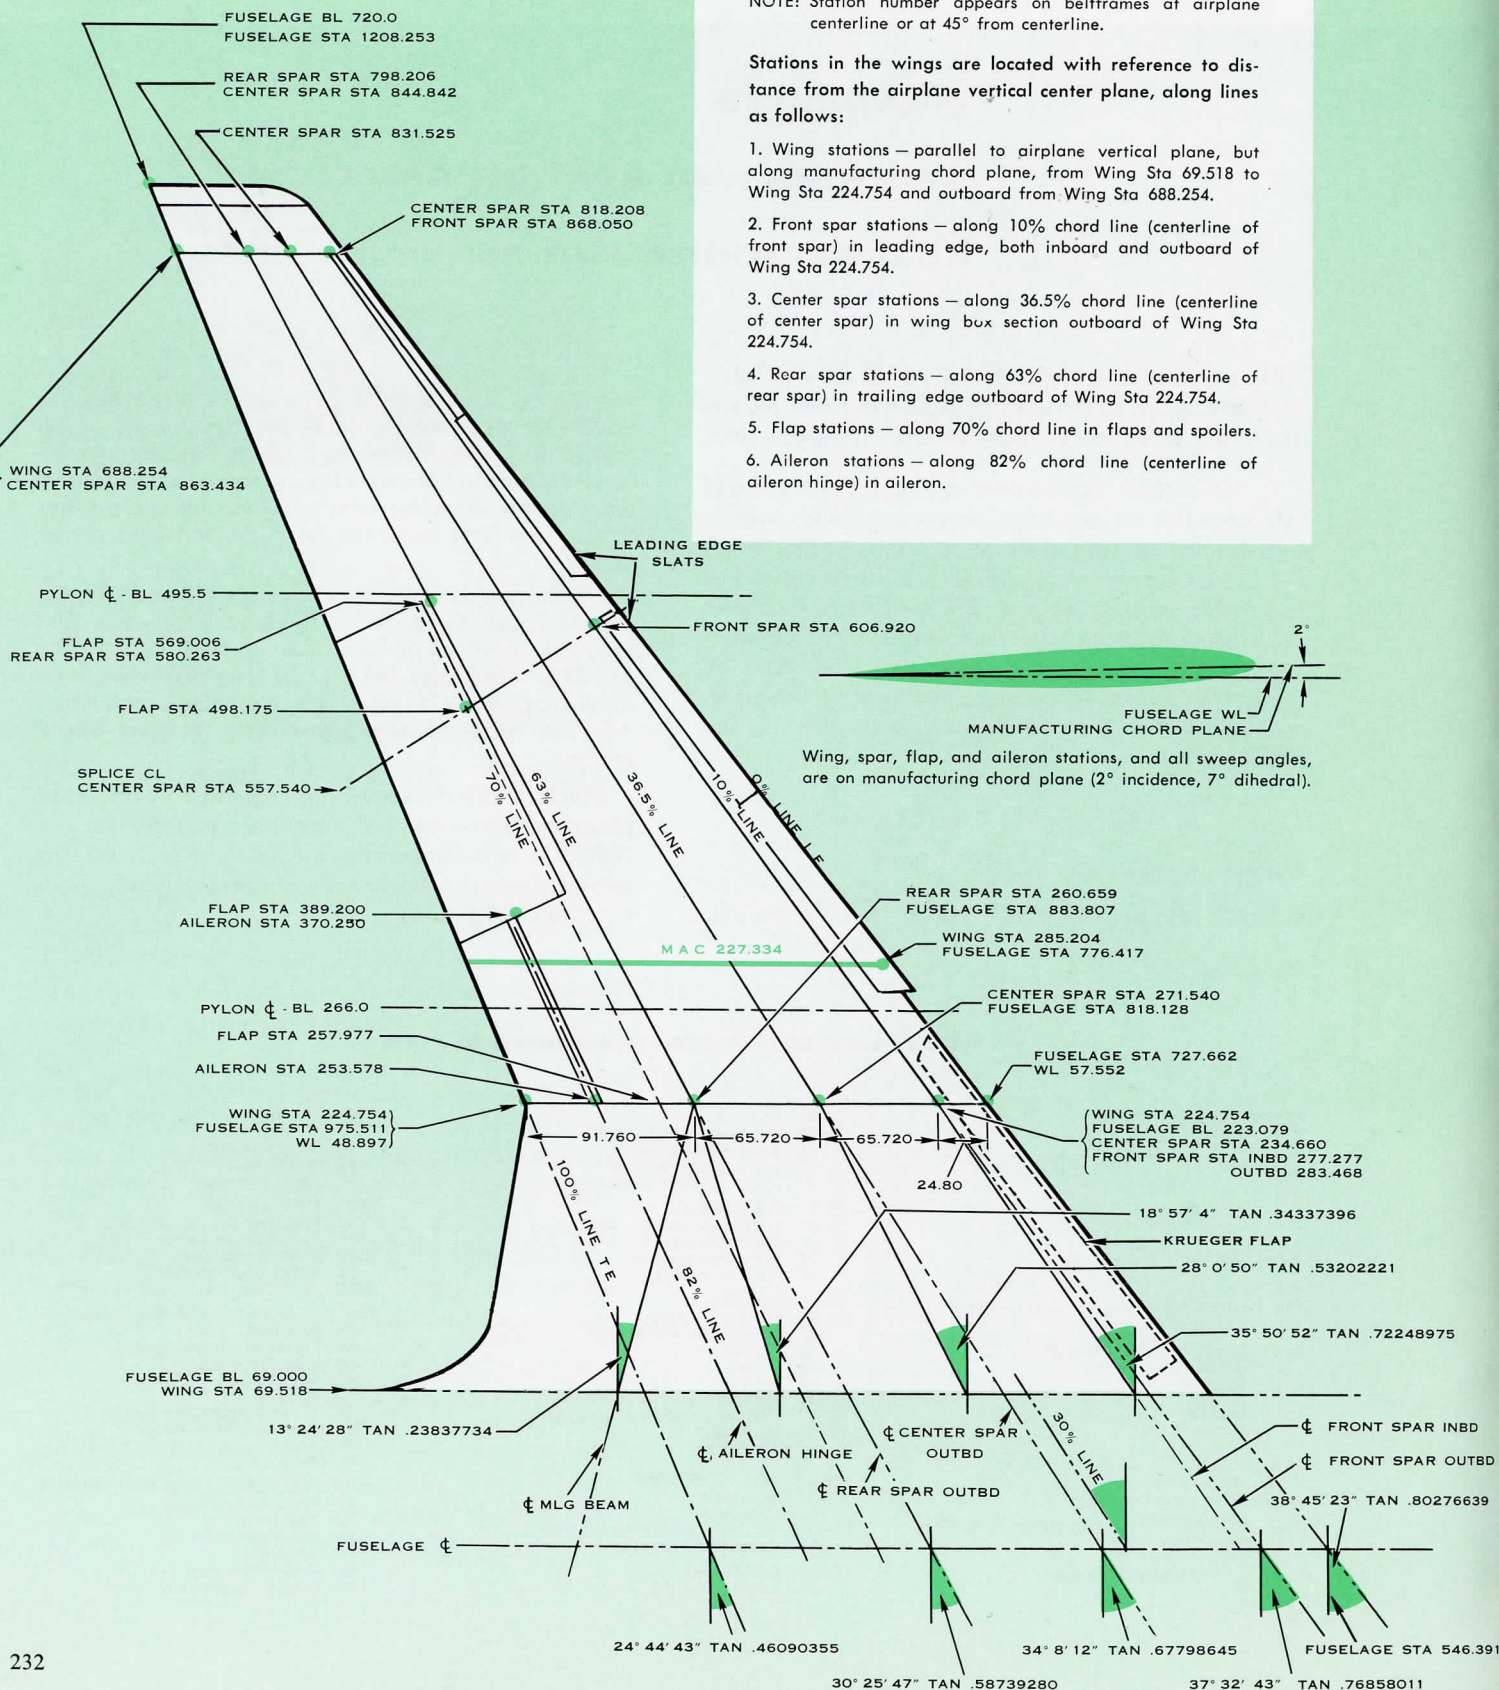 FUSELAGE BL 720.0
FUSELAGE STA 1208.253
REAR SPAR STA 798.206
CENTER SPAR STA 844.842
CENTER SPAR STA 831.525
CENTER SPAR STA 818.208
FRONT SPAR STA 868.050
NOTE: Station number appears on beltframes at airplane
centerline or at 45° from centerline.
Stations in the wings are located with reference to dis-
tance from the airplane vertical center plane, along lines
as follows:
1. Wing stations — parallel to airplane vertical plane, but
along manufacturing chord plane, from Wing Sta 69.518 to
Wing Sta 224.754 and outboard from Wing Sta 688.254.
2. Front spar stations — along 10% chord line (centerline of
front spar) in leading edge, both inboard and outboard of
Wing Sta 224.754.
3. Center spar stations — along 36.5% chord line (centerline
of center spar) in wing box section outboard of Wing Sta
224.754.
4. Rear spar stations — along 63% chord line (centerline of
rear spar) in trailing edge outboard of Wing Sta 224.754.
5. Flap stations — along 70% chord line in flaps and spoilers.
6. Aileron stations — along 82% chord line (centerline of
aileron hinge) in aileron.
WING STA 688.254
CENTER SPAR STA 863.434
LEADING EDGE
SLATS
PYLON ℄ - BL 495.5
FLAP STA 569.006
REAR SPAR STA 580.263
FRONT SPAR STA 606.920
FLAP STA 498.175
SPLICE CL
CENTER SPAR STA 557.540
2°
FUSELAGE WL
MANUFACTURING CHORD PLANE
Wing, spar, flap, and aileron stations, and all sweep angles,
are on manufacturing chord plane (2° incidence, 7° dihedral).
70% LINE
63% LINE
36.5% LINE
10% LINE
0% LINE L E
FLAP STA 389.200
AILERON STA 370.250
MAC 227.334
REAR SPAR STA 260.659
FUSELAGE STA 883.807
WING STA 285.204
FUSELAGE STA 776.417
PYLON ℄ - BL 266.0
CENTER SPAR STA 271.540
FUSELAGE STA 818.128
FLAP STA 257.977
AILERON STA 253.578
FUSELAGE STA 727.662
WL 57.552
WING STA 224.754
FUSELAGE STA 975.511
WL 48.897
91.760
65.720
65.720
24.80
WING STA 224.754
FUSELAGE BL 223.079
CENTER SPAR STA 234.660
FRONT SPAR STA INBD 277.277
OUTBD 283.468
100% LINE TE
82% LINE
18° 57' 4" TAN .34337396
KRUEGER FLAP
28° 0' 50" TAN .53202221
35° 50' 52" TAN .72248975
FUSELAGE BL 69.000
WING STA 69.518
13° 24' 28" TAN .23837734
℄ AILERON HINGE
℄ CENTER SPAR
OUTBD
30% LINE
℄ FRONT SPAR INBD
℄ FRONT SPAR OUTBD
℄ MLG BEAM
℄ REAR SPAR OUTBD
38° 45' 23" TAN .80276639
FUSELAGE ℄
24° 44' 43" TAN .46090355
34° 8' 12" TAN .67798645
FUSELAGE STA 546.391
30° 25' 47" TAN .58739280
37° 32' 43" TAN .76858011
232